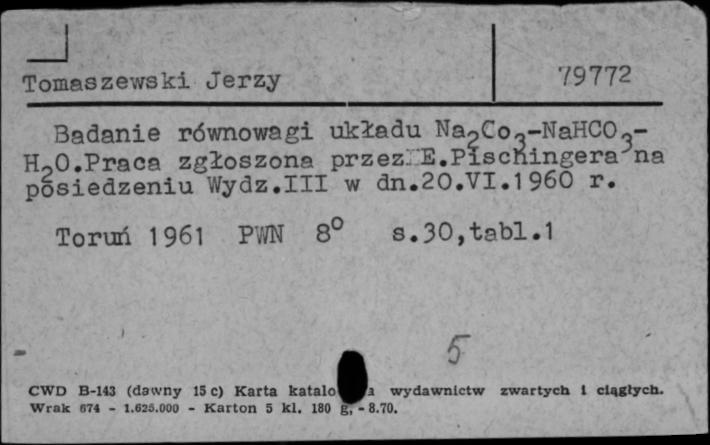 Tomaszewski Jerzy 79772
Badanie równowagi układu Na₂Co₃-NaHCO₃-
H₂O.Praca zgłoszona przez E.Pischingera na
posiedzeniu Wydz.III w dn.20.VI.1960 r.
Toruń 1961 PWN 8° s.30,tabl.1
5
CWD B-143 (dawny 15 c) Karta katalo a wydawnictw zwartych i ciągłych.
Wrak 674 - 1.625.000 - Karton 5 kl. 180 g, - 8.70.